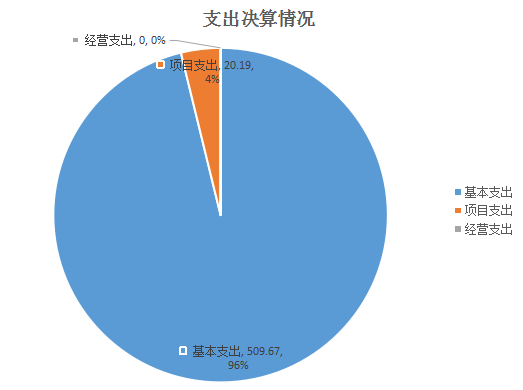 支出决算情况
经营支出, 0, 0%
项目支出, 20.19,
4%
基本支出
项目支出
经营支出
基本支出, 509.67,
96%